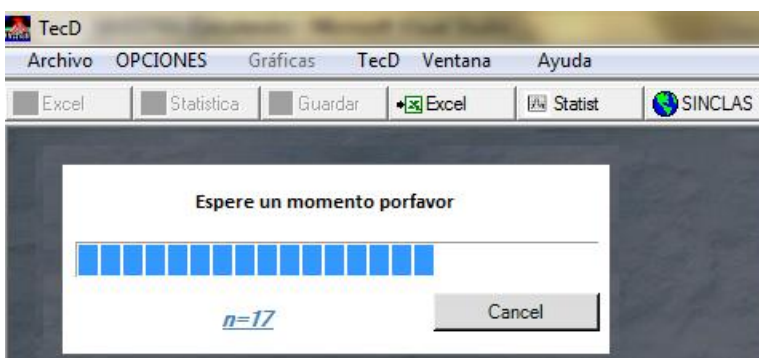 TecD
Archivo OPCIONES Gráficas TecD Ventana Ayuda
Excel Statistica Guardar Excel Statist SINCLAS
Espere un momento porfavor
n=17 Cancel